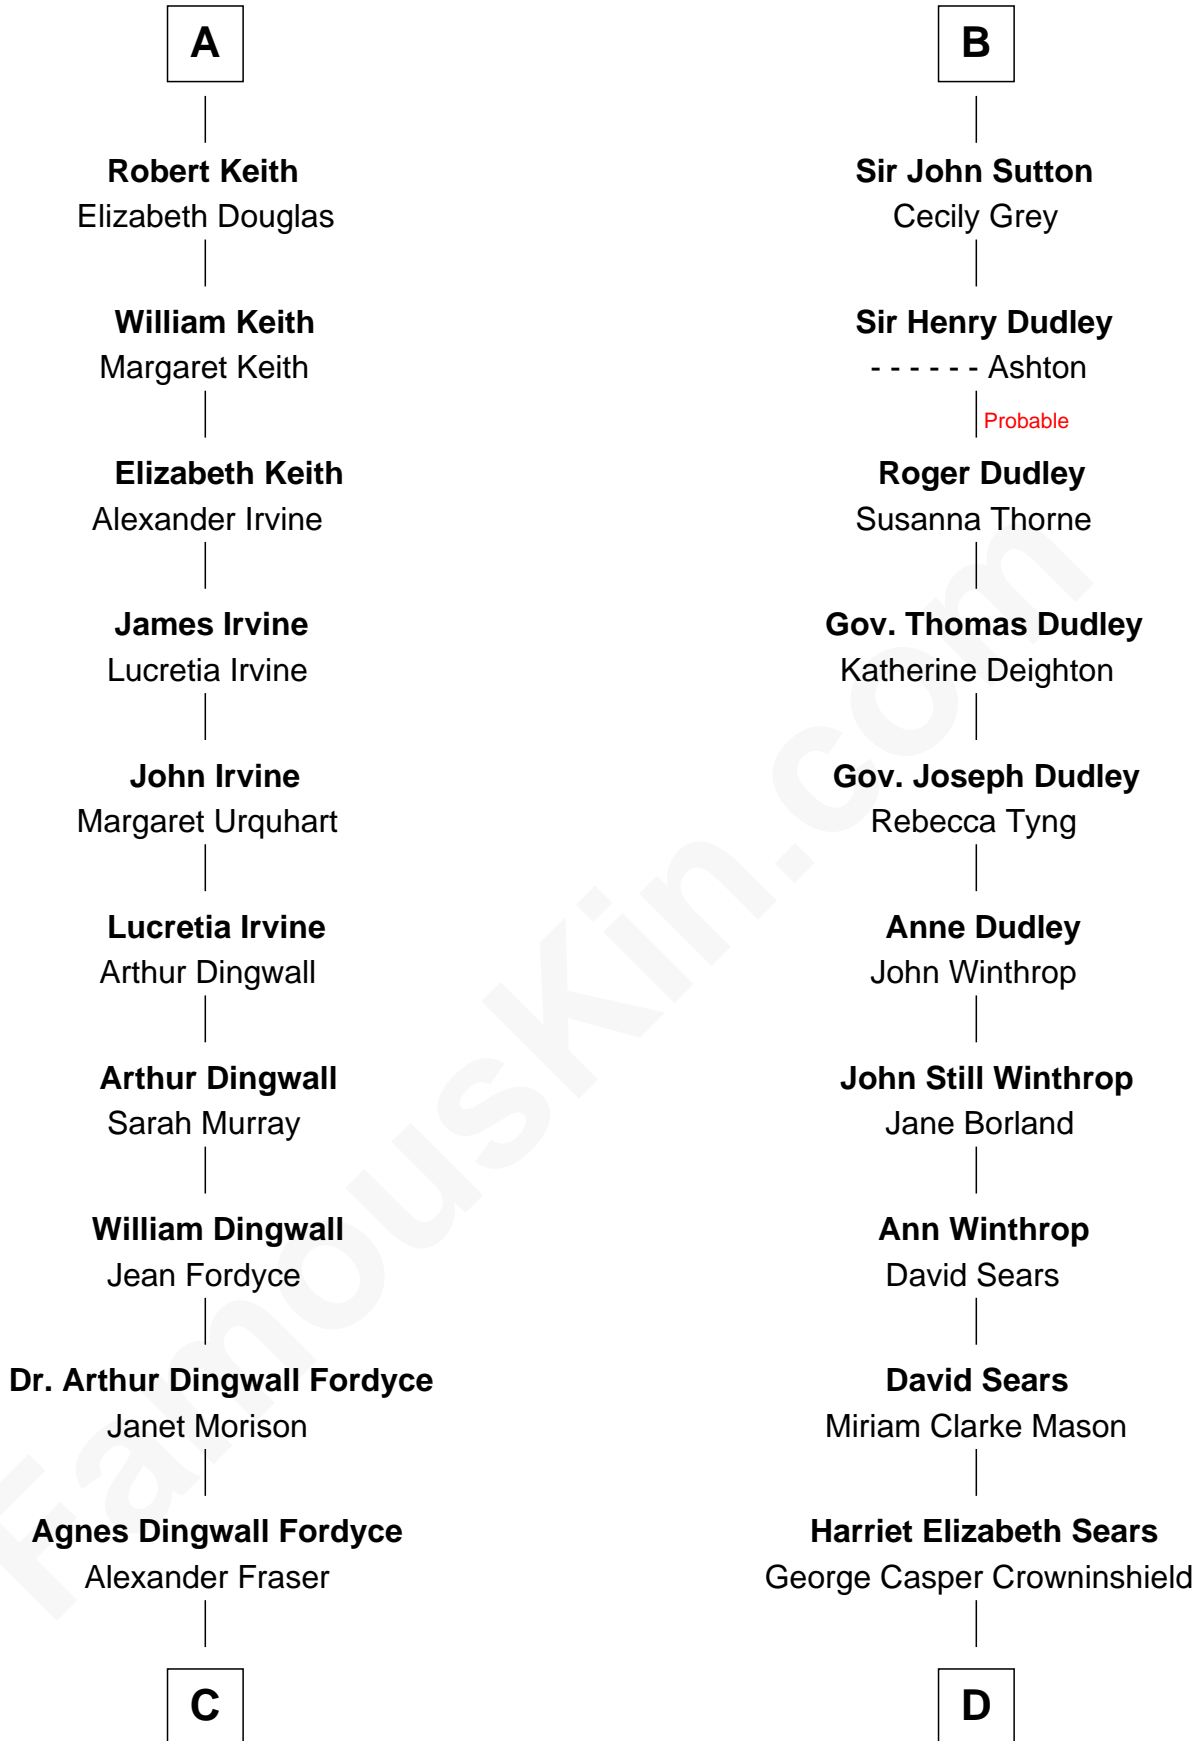 A
Robert Keith
Elizabeth Douglas
William Keith
Margaret Keith
Elizabeth Keith
Alexander Irvine
James Irvine
Lucretia Irvine
John Irvine
Margaret Urquhart
Lucretia Irvine
Arthur Dingwall
Arthur Dingwall
Sarah Murray
William Dingwall
Jean Fordyce
Dr. Arthur Dingwall Fordyce
Janet Morison
Agnes Dingwall Fordyce
Alexander Fraser
C
B
Sir John Sutton
Cecily Grey
Sir Henry Dudley
- - - - - - Ashton
Probable
Roger Dudley
Susanna Thorne
Gov. Thomas Dudley
Katherine Deighton
Gov. Joseph Dudley
Rebecca Tyng
Anne Dudley
John Winthrop
John Still Winthrop
Jane Borland
Ann Winthrop
David Sears
David Sears
Miriam Clarke Mason
Harriet Elizabeth Sears
George Casper Crowninshield
D
FamousKin.com